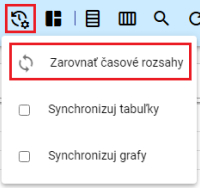 Zarovnať časové rozsahy
Synchronizuj tabuľky
Synchronizuj grafy